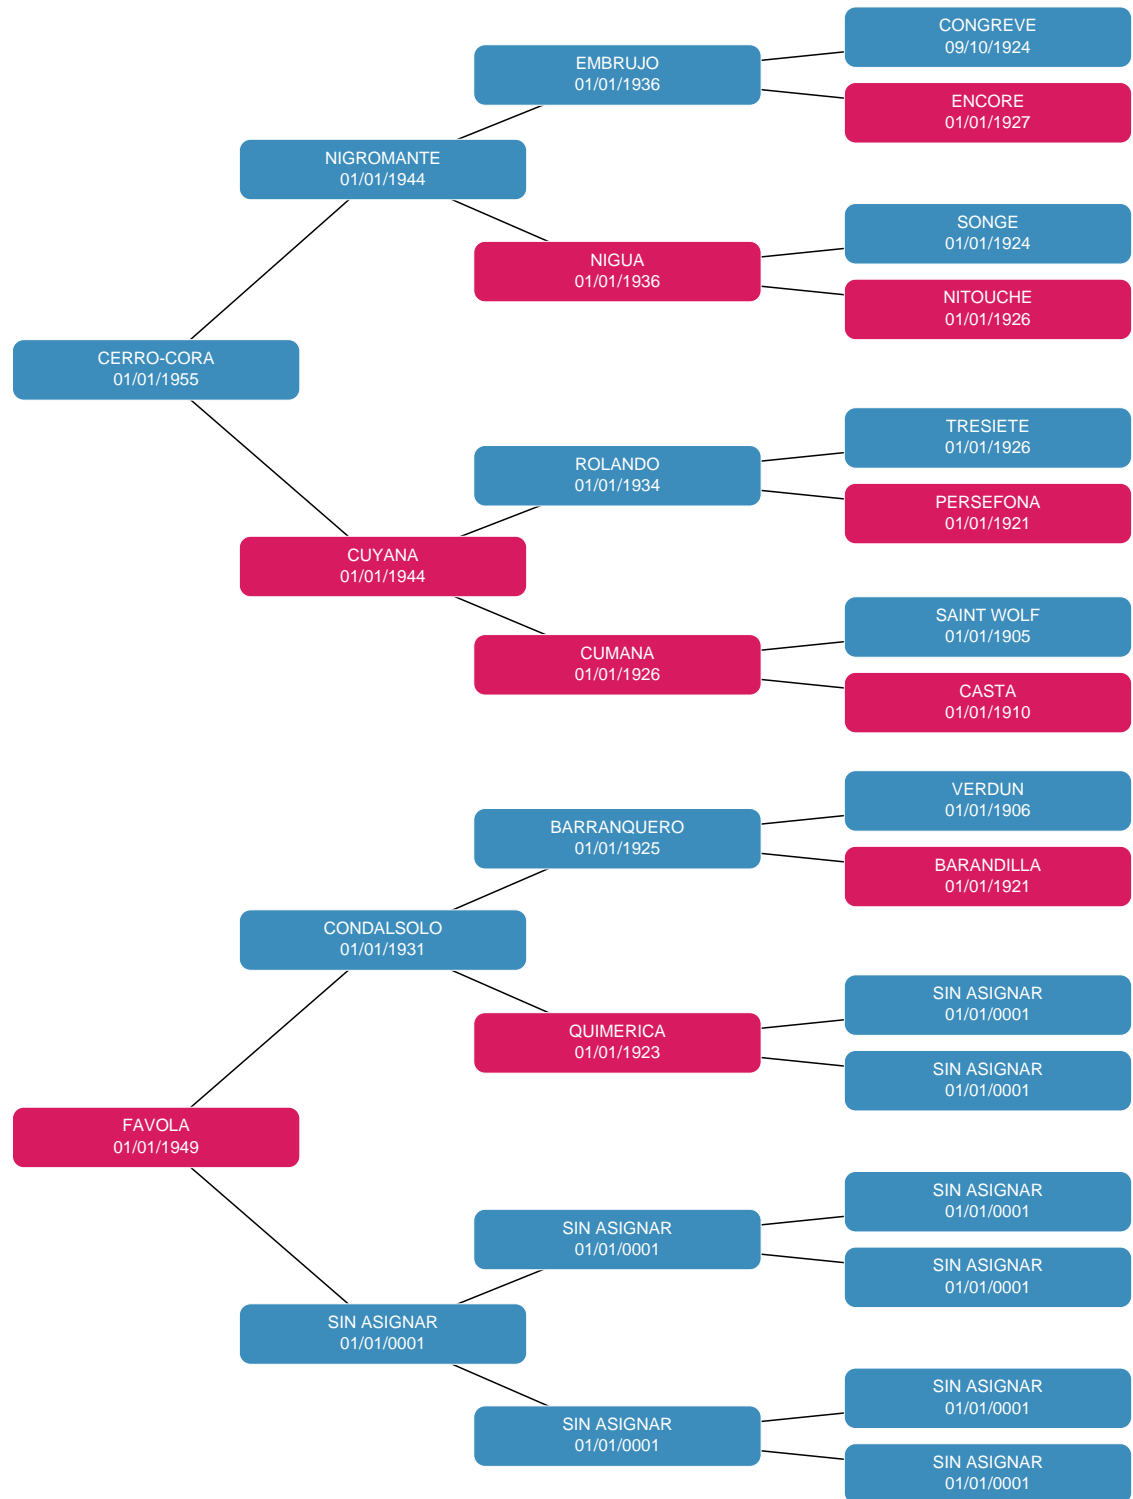 CONGREVE
09/10/1924
EMBRUJO
01/01/1936
ENCORE
01/01/1927
NIGROMANTE
01/01/1944
SONGE
01/01/1924
NIGUA
01/01/1936
NITOUCHE
01/01/1926
CERRO-CORA
01/01/1955
TRESIETE
01/01/1926
ROLANDO
01/01/1934
PERSEFONA
01/01/1921
CUYANA
01/01/1944
SAINT WOLF
01/01/1905
CUMANA
01/01/1926
CASTA
01/01/1910
VERDUN
01/01/1906
BARRANQUERO
01/01/1925
BARANDILLA
01/01/1921
CONDALSOLO
01/01/1931
SIN ASIGNAR
01/01/0001
QUIMERICA
01/01/1923
SIN ASIGNAR
01/01/0001
FAVOLA
01/01/1949
SIN ASIGNAR
01/01/0001
SIN ASIGNAR
01/01/0001
SIN ASIGNAR
01/01/0001
SIN ASIGNAR
01/01/0001
SIN ASIGNAR
01/01/0001
SIN ASIGNAR
01/01/0001
SIN ASIGNAR
01/01/0001